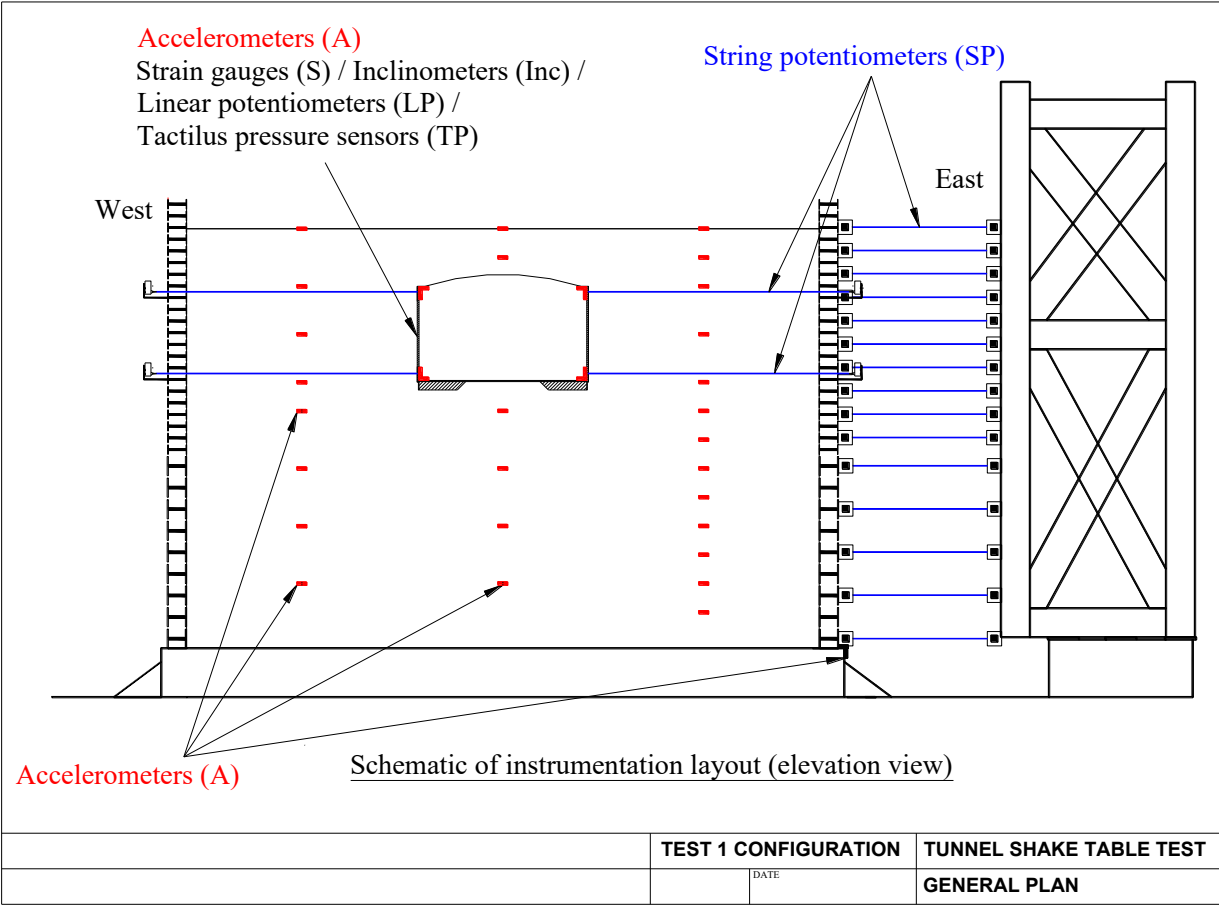 Accelerometers (A)
Strain gauges (S) / Inclinometers (Inc) /
Linear potentiometers (LP) /
Tactilus pressure sensors (TP)
String potentiometers (SP)
West
East
Accelerometers (A)
Schematic of instrumentation layout (elevation view)
TEST 1 CONFIGURATION
TUNNEL SHAKE TABLE TEST
DATE
GENERAL PLAN